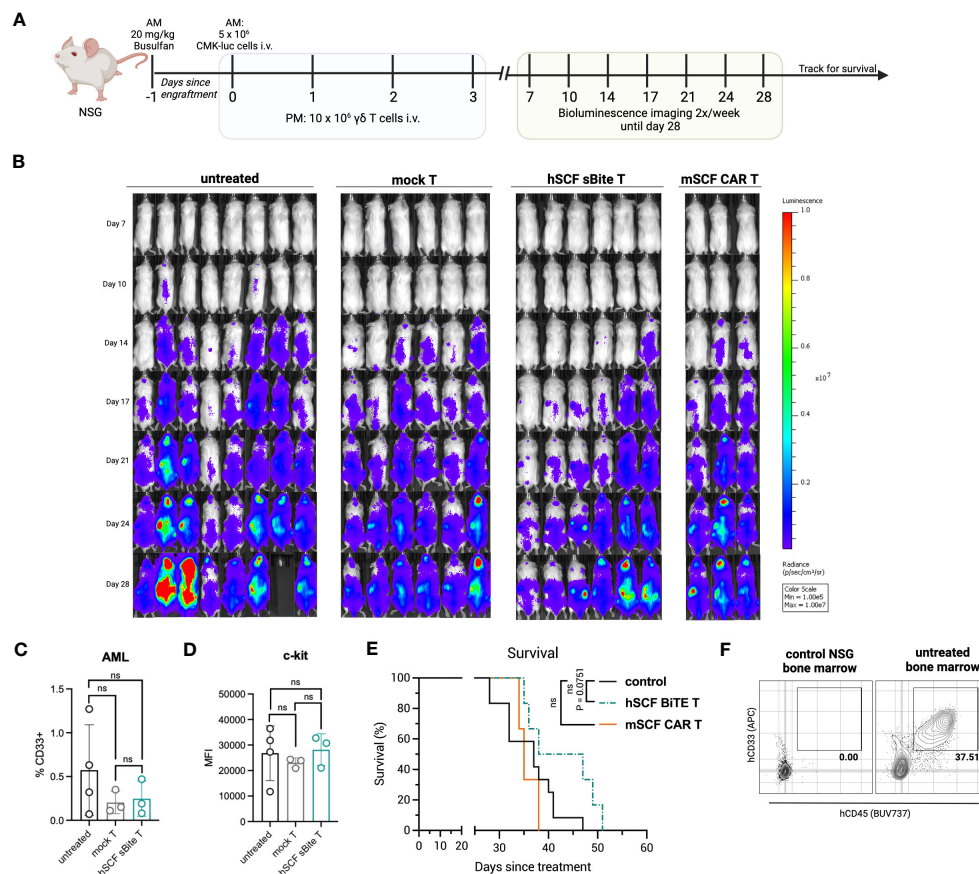 A
AM
20 mg/kg
Busulfan
AM:
5 x 10⁶
CMK-luc cells i.v.
NSG
Days since
engraftment
-1
0
1
2
3
7
10
14
17
21
24
28
Track for survival
PM: 10 x 10⁶ γδ T cells i.v.
Bioluminescence imaging 2x/week
until day 28
B
untreated
mock T
hSCF sBite T
mSCF CAR T
Day 7
Day 10
Day 14
Day 17
Day 21
Day 24
Day 28
Luminescence
1.0
0.8
0.6
x10⁷
0.4
0.2
Radiance
(p/sec/cm²/sr)
Color Scale
Min = 1.00e5
Max = 1.00e7
C
AML
ns
ns
ns
1.5
1.0
0.5
0.0
% CD33+
untreated
mock T
hSCF sBite T
D
c-kit
ns
ns
ns
50000
40000
30000
20000
10000
0
MFI
untreated
mock T
hSCF sBite T
E
Survival
100
80
60
40
20
0
Survival (%)
0
10
20
30
40
50
60
Days since treatment
ns
ns
P = 0.0751
control
hSCF BiTE T
mSCF CAR T
F
control NSG
bone marrow
untreated
bone marrow
0.00
37.51
hCD33 (APC)
hCD45 (BUV737)